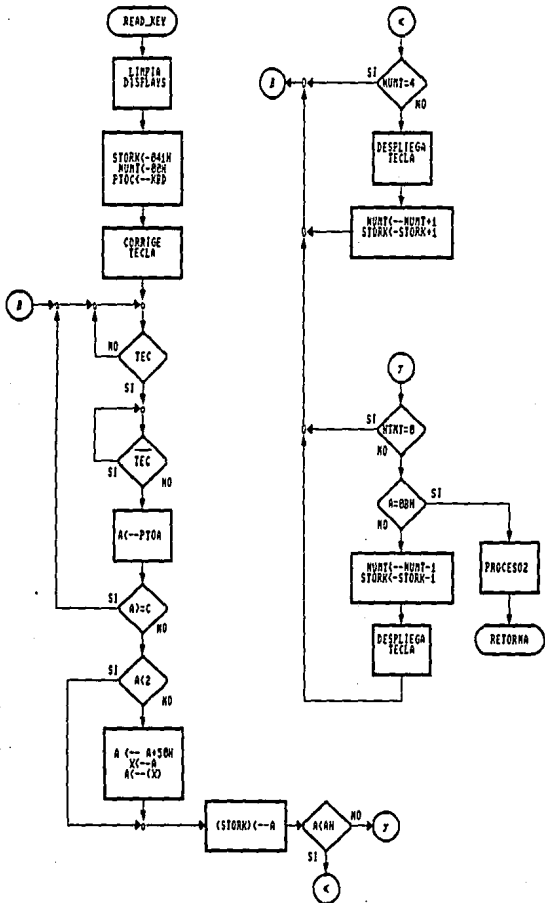 READ_KEY
LIMPIA
DISPLAYS
STORK<-041H
NUMT<-00H
PTOC<--XBD
CORRIGE
TECLA
B
NO
TEC
SI
TEC
SI
NO
A<--PTOA
SI
A>=C
NO
SI
A<2
NO
A <-- A+50H
X<--A
A<--(X)
(STORK)<--A
A<AH
NO
T
SI
C
SI
NUMT=4
B
NO
DESPLIEGA
TECLA
NUMT<--NUMT+1
STORK<-STORK+1
T
SI
NTMT=0
NO
A=0BH
SI
NO
NUMT<--NUMT-1
STORK<-STORK-1
PROCESO2
DESPLIEGA
TECLA
RETORNA